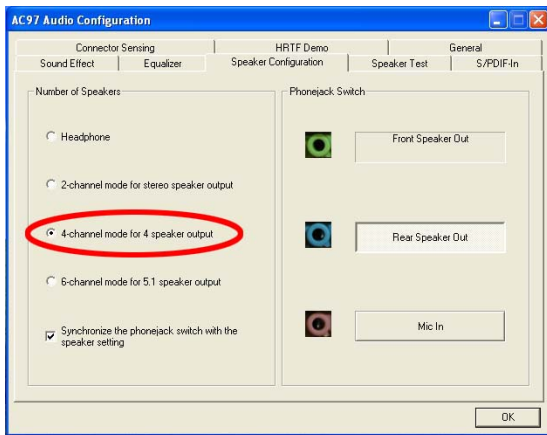 AC97 Audio Configuration
Connector Sensing
HRTF Demo
General
Sound Effect
Equalizer
Speaker Configuration
Speaker Test
S/PDIF-In
Number of Speakers
Headphone
2-channel mode for stereo speaker output
4-channel mode for 4 speaker output
6-channel mode for 5.1 speaker output
Synchronize the phonejack switch with the
speaker setting
Phonejack Switch
Front Speaker Out
Rear Speaker Out
Mic In
OK